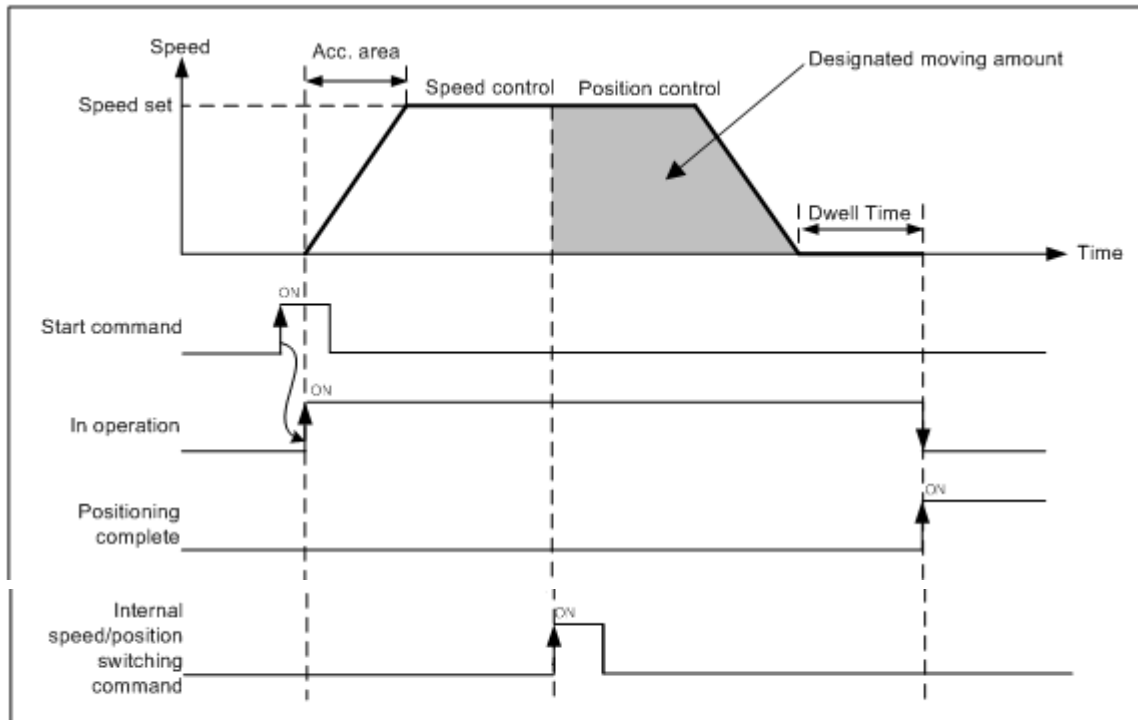 Speed
Acc. area
Designated moving amount
Speed set
Speed control
Position control
Dwell Time
Time
ON
Start command
ON
In operation
ON
Positioning
complete
ON
Internal
speed/position
switching
command